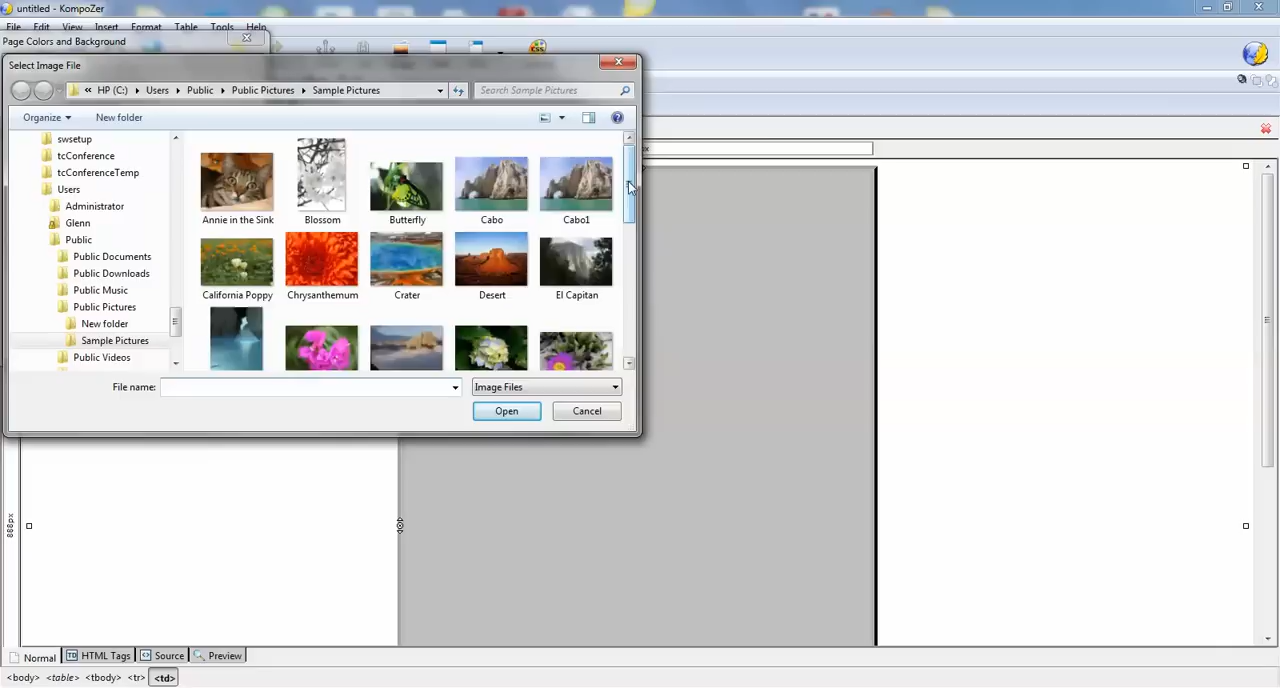 untitled - KompoZer
File Edit View Insert Format Table Tools Help
Page Colors and Background
Select Image File
« HP (C:) Users Public Public Pictures Sample Pictures
Search Sample Pictures
Organize New folder
swsetup
tcConference
tcConferenceTemp
Users
Administrator
Glenn
Public
Public Documents
Public Downloads
Public Music
Public Pictures
New folder
Sample Pictures
Public Videos
Annie in the Sink Blossom Butterfly Cabo Cabo1
California Poppy Chrysanthemum Crater Desert El Capitan
File name: Image Files
Open Cancel
888px
Normal HTML Tags Source Preview
<body> <table> <tbody> <tr> <td>